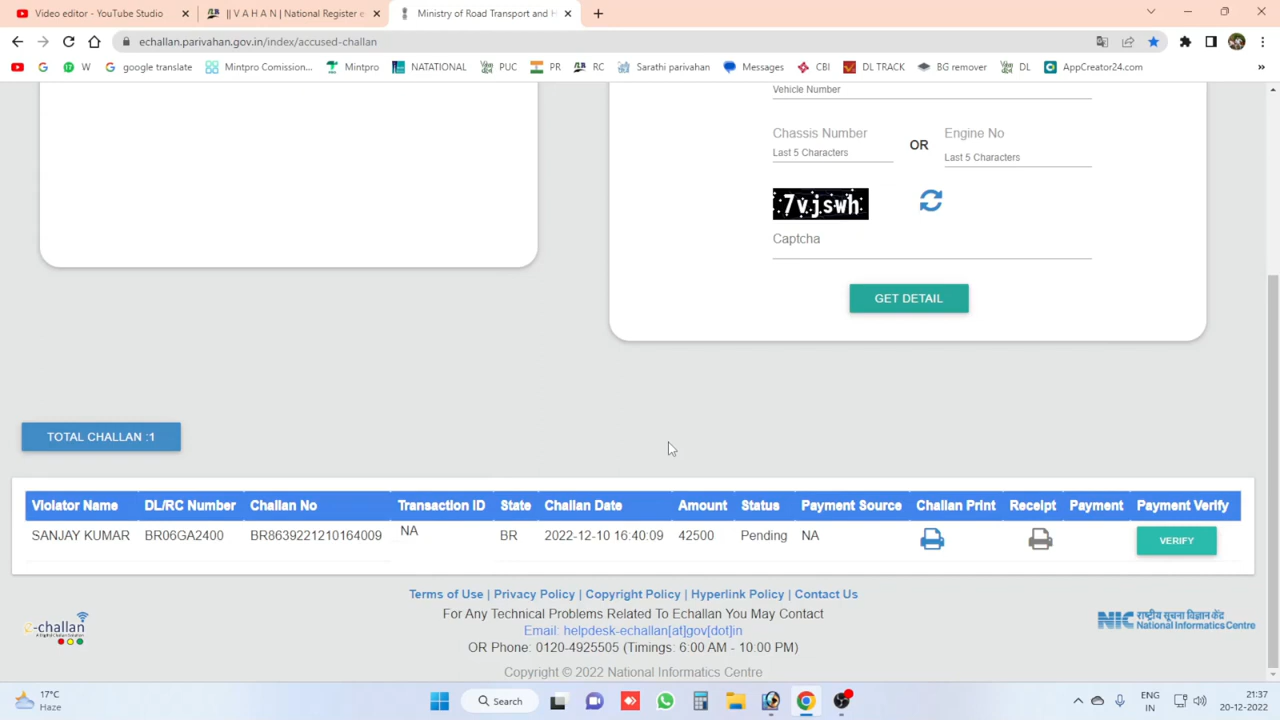 Video editor - YouTube Studio
|| V A H A N | National Register e
Ministry of Road Transport and H
echallan.parivahan.gov.in/index/accused-challan
W
google translate
Mintpro Comission...
Mintpro
NATATIONAL
PUC
PR
RC
Sarathi parivahan
Messages
CBI
DL TRACK
BG remover
DL
AppCreator24.com
»
Vehicle Number
Chassis Number
Last 5 Characters
OR
Engine No
Last 5 Characters
7vjswh
Captcha
GET DETAIL
TOTAL CHALLAN :1
Violator Name DL/RC Number Challan No Transaction ID State Challan Date Amount Status Payment Source Challan Print Receipt Payment Payment Verify
SANJAY KUMAR BR06GA2400 BR8639221210164009 NA BR 2022-12-10 16:40:09 42500 Pending NA VERIFY
Terms of Use | Privacy Policy | Copyright Policy | Hyperlink Policy | Contact Us
For Any Technical Problems Related To Echallan You May Contact
Email: helpdesk-echallan[at]gov[dot]in
OR Phone: 0120-4925505 (Timings: 6:00 AM - 10:00 PM)
Copyright © 2022 National Informatics Centre
e-challan
NIC राष्ट्रीय सूचना विज्ञान केंद्र
National Informatics Centre
17°C
Haze
Search
ENG
IN
21:37
20-12-2022